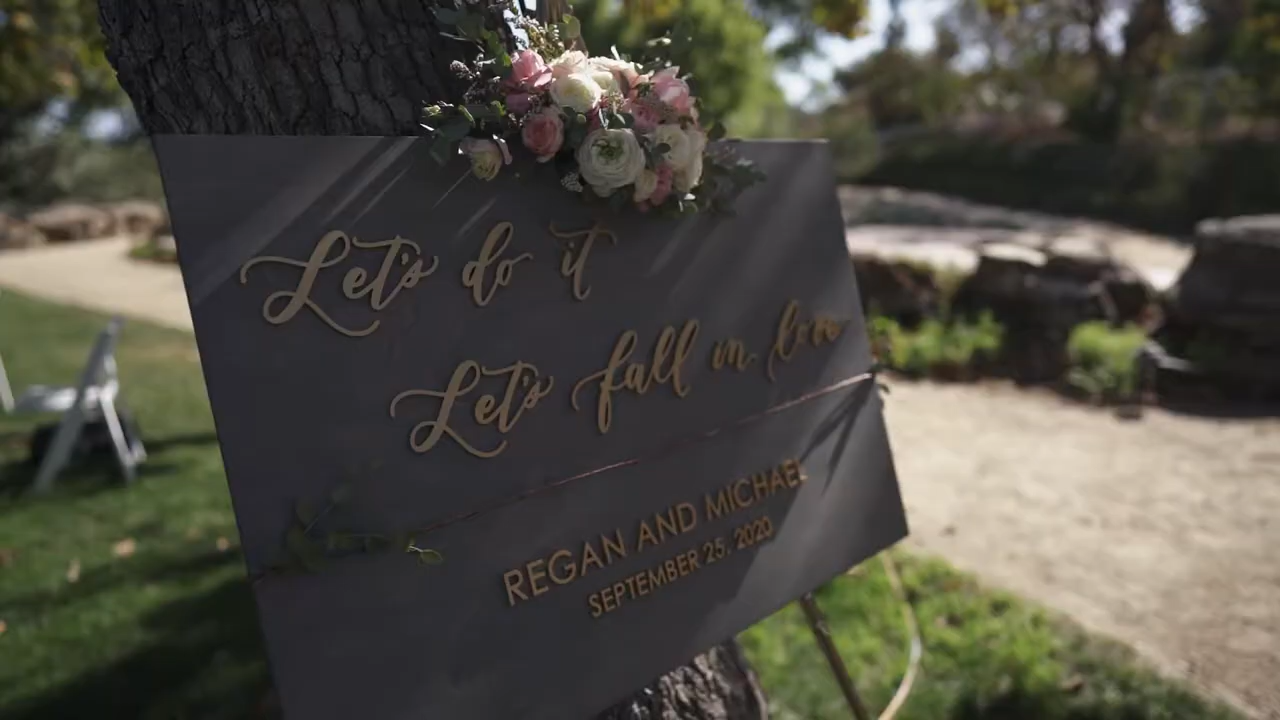 Let's do it
Let's fall in love
REGAN AND MICHAEL
SEPTEMBER 25, 2020